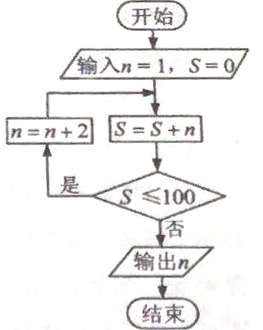 开始
输入n=1, S=0
n=n+2
S=S+n
是
S≤100
否
输出n
结束